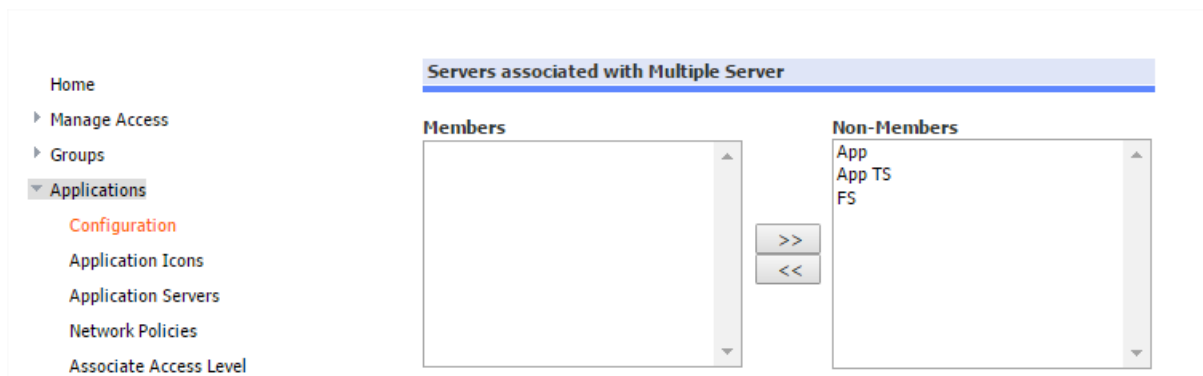 Home
Manage Access
Groups
Applications
Configuration
Application Icons
Application Servers
Network Policies
Associate Access Level
Servers associated with Multiple Server
Members
>>
<<
Non-Members
App
App TS
FS